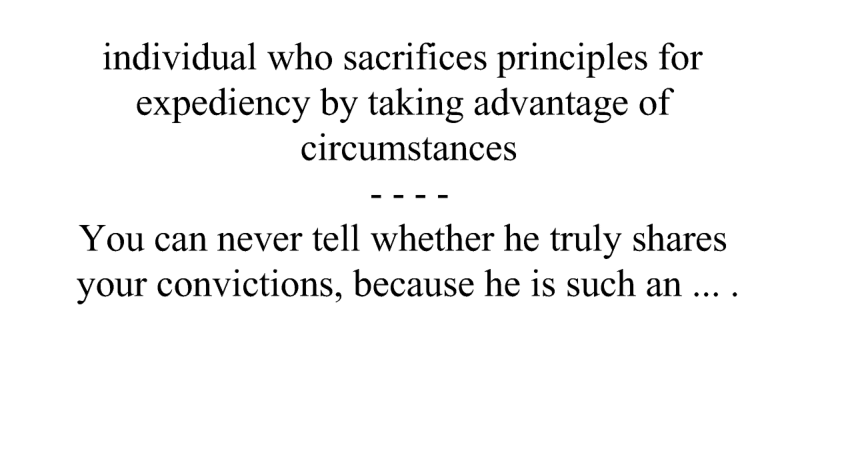 individual who sacrifices principles for
expediency by taking advantage of
circumstances
- - - -
You can never tell whether he truly shares
your convictions, because he is such an ... .